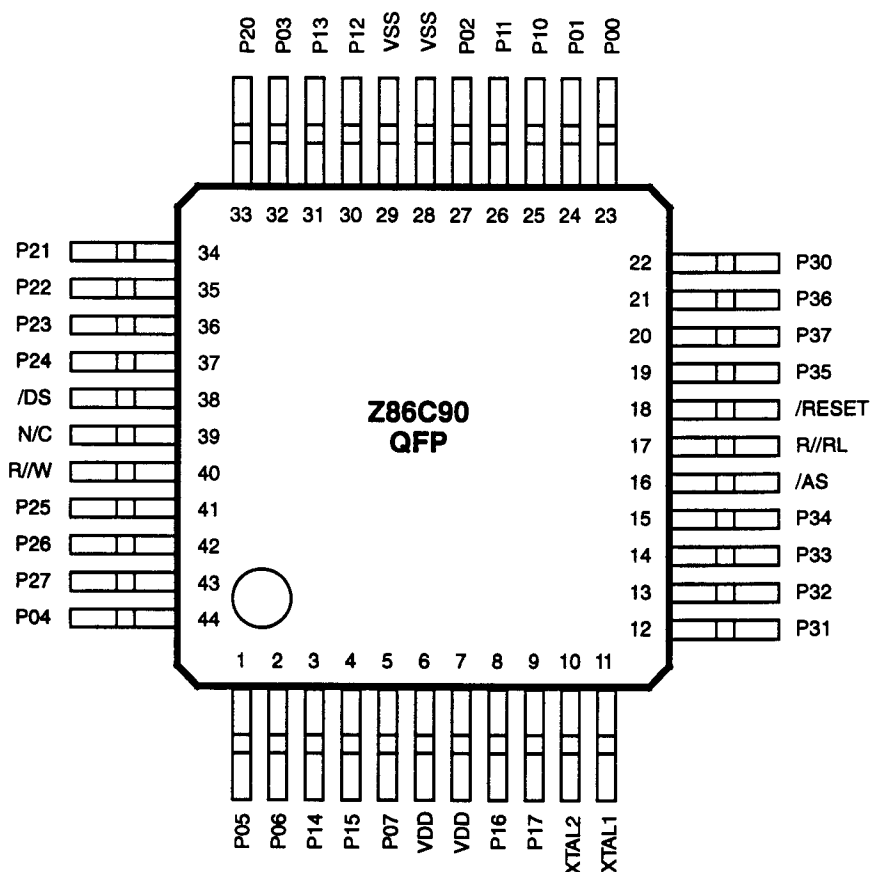 P20 P03 P13 P12 VSS VSS P02 P11 P10 P01 P00
33 32 31 30 29 28 27 26 25 24 23
P21 34
P22 35
P23 36
P24 37
/DS 38
N/C 39
R//W 40
P25 41
P26 42
P27 43
P04 44
Z86C90
QFP
22 P30
21 P36
20 P37
19 P35
18 /RESET
17 R//RL
16 /AS
15 P34
14 P33
13 P32
12 P31
1 2 3 4 5 6 7 8 9 10 11
P05 P06 P14 P15 P07 VDD VDD P16 P17 XTAL2 XTAL1